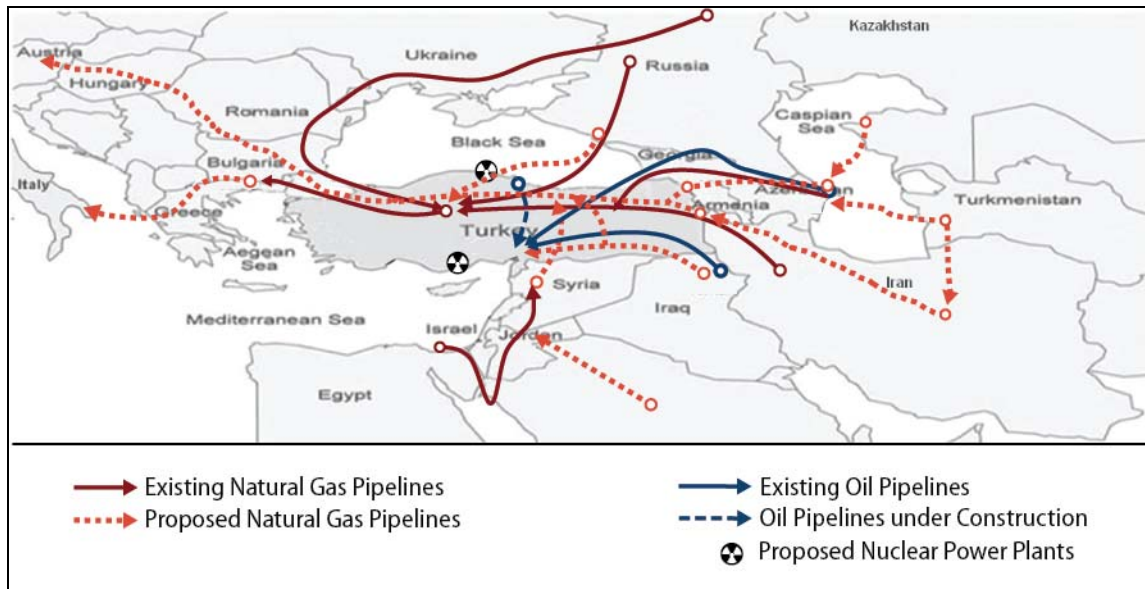 Kazakhstan
Austria
Ukraine
Russia
Hungary
Romania
Caspian
Sea
Black Sea
Georgia
Bulgaria
Italy
Azerbaijan
Armenia
Turkmenistan
Greece
Turkey
Aegean
Sea
Syria
Iran
Iraq
Mediterranean Sea
Israel
Jordan
Egypt
Existing Natural Gas Pipelines
Proposed Natural Gas Pipelines
Existing Oil Pipelines
Oil Pipelines under Construction
Proposed Nuclear Power Plants